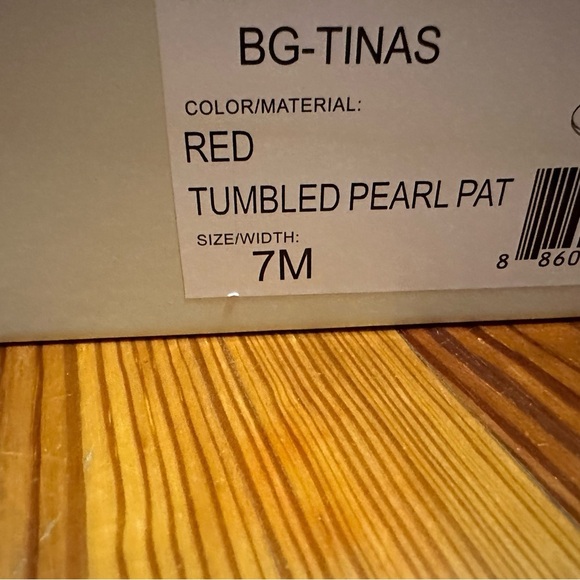 BG-TINAS
COLOR/MATERIAL:
RED
TUMBLED PEARL PAT
SIZE/WIDTH:
7M
8 860